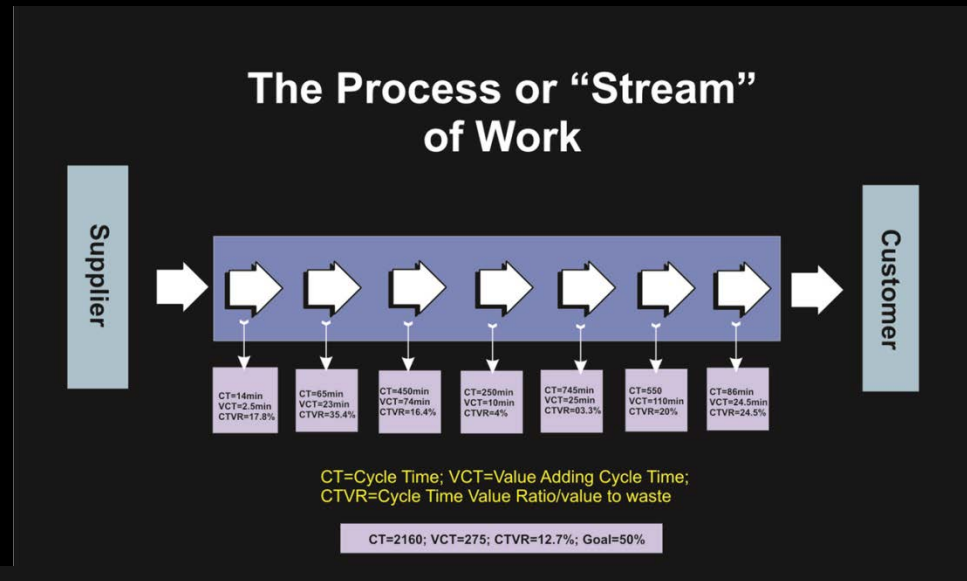 The Process or “Stream”
of Work
Supplier
Customer
CT=14min
VCT=2.5min
CTVR=17.8%
CT=65min
VCT=23min
CTVR=35.4%
CT=450min
VCT=74min
CTVR=16.4%
CT=250min
VCT=10min
CTVR=4%
CT=745min
VCT=25min
CTVR=03.3%
CT=550
VCT=110min
CTVR=20%
CT=86min
VCT=24.5min
CTVR=24.5%
CT=Cycle Time; VCT=Value Adding Cycle Time;
CTVR=Cycle Time Value Ratio/value to waste
CT=2160; VCT=275; CTVR=12.7%; Goal=50%